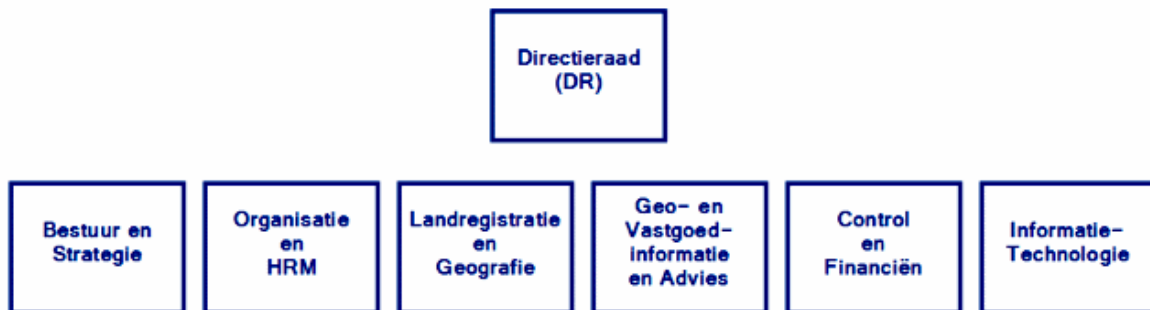 Directieraad
(DR)
Bestuur en
Strategie
Organisatie
en
HRM
Landregistratie
en
Geografie
Geo- en
Vastgoed-
informatie
en Advies
Control
en
Financiën
Informatie-
Technologie